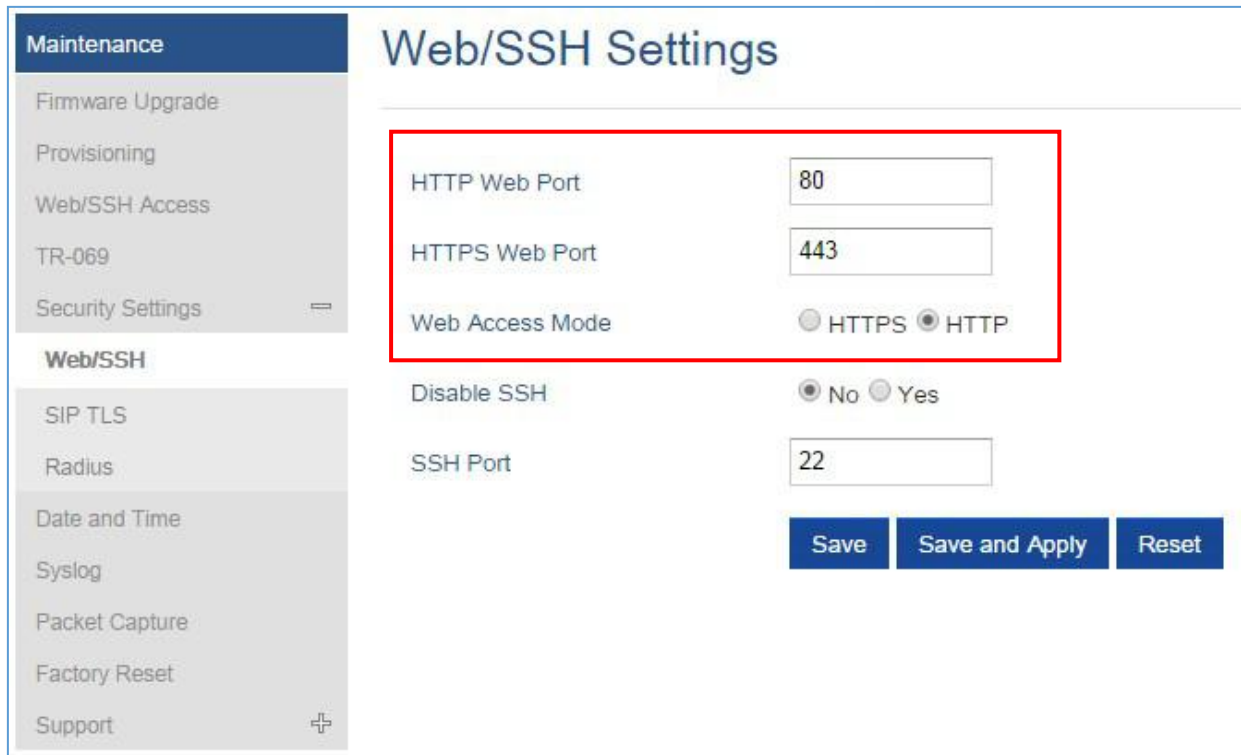 Maintenance
Firmware Upgrade
Provisioning
Web/SSH Access
TR-069
Security Settings
Web/SSH
SIP TLS
Radius
Date and Time
Syslog
Packet Capture
Factory Reset
Support
Web/SSH Settings
HTTP Web Port 80
HTTPS Web Port 443
Web Access Mode HTTPS HTTP
Disable SSH No Yes
SSH Port 22
Save Save and Apply Reset